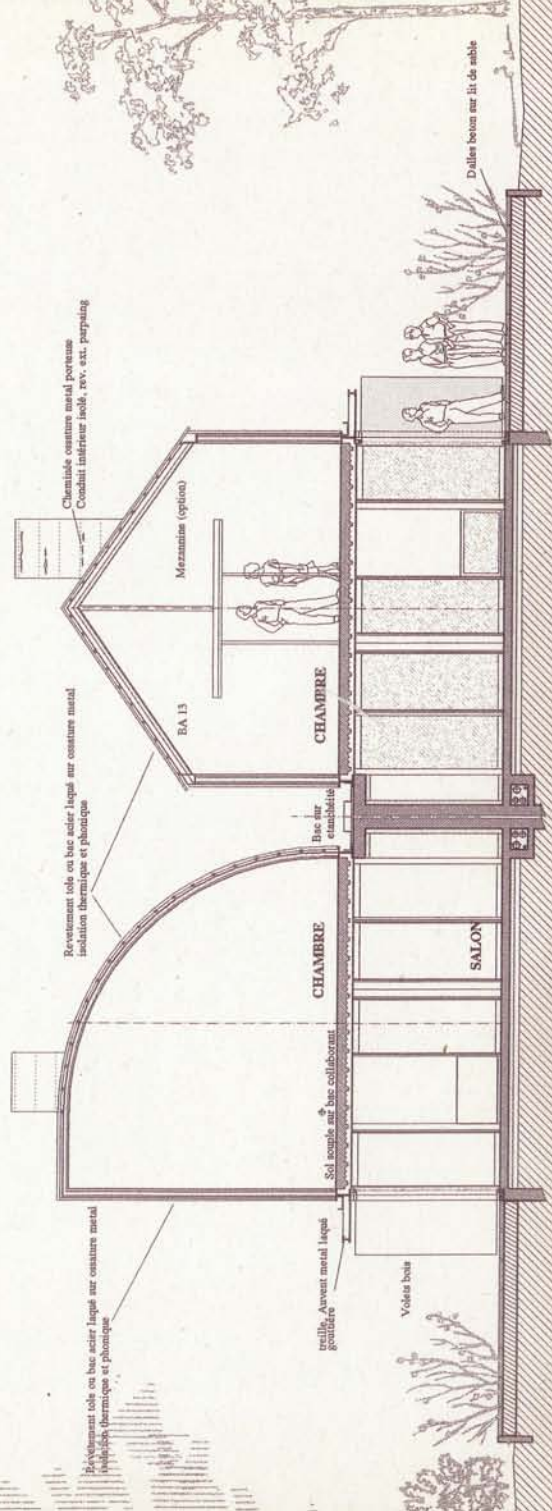 Revetement tole ou bac acier laqué sur ossature metal
isolation thermique et phonique
Revetement tole ou bac acier laqué sur ossature metal
isolation thermique et phonique
Cheminée ossature metal porteuse
Conduit intérieur isolé, rev. ext. parpaing
BA 13
Mezannine (option)
CHAMBRE
CHAMBRE
Sol souple sur bac collaborant
Bac sur
etanchéité
treille, Auvent metal laqué
gouttière
Volets bois
SALON
Dalles beton sur lit de sable